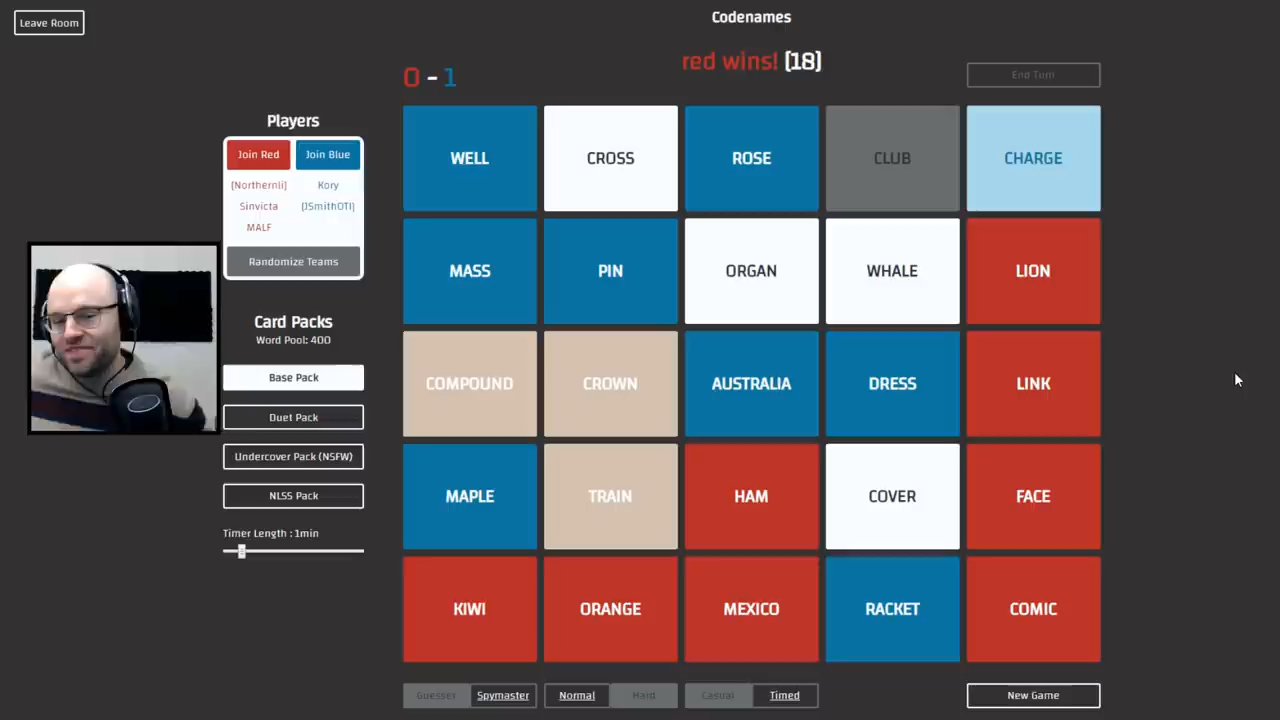 Leave Room
Codenames
0 - 1
red wins! [18]
End Turn
Players
Join Red
Join Blue
[Northernli]
Kory
Sinvicta
[JSmithOTI]
MALF
Randomize Teams
Card Packs
Word Pool: 400
Base Pack
Duet Pack
Undercover Pack (NSFW)
NLSS Pack
Timer Length : 1min
WELL CROSS ROSE CLUB CHARGE
MASS PIN ORGAN WHALE LION
COMPOUND CROWN AUSTRALIA DRESS LINK
MAPLE TRAIN HAM COVER FACE
KIWI ORANGE MEXICO RACKET COMIC
Guesser Spymaster Normal Hard Casual Timed New Game